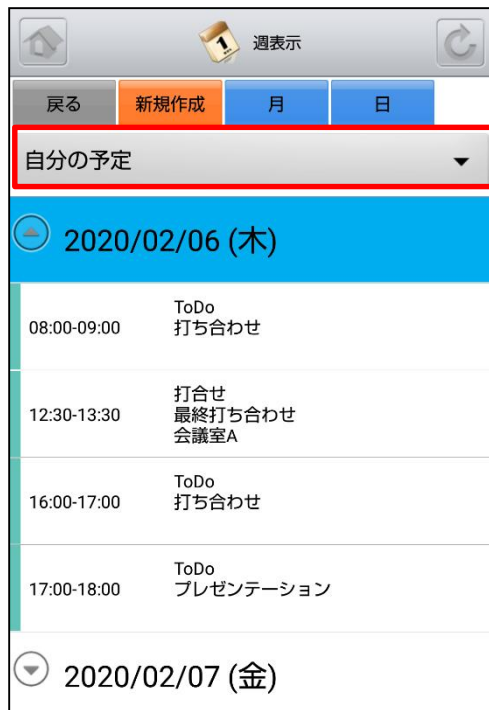 1
週表示
戻る 新規作成 月 日
自分の予定
2020/02/06 (木)
ToDo
08:00-09:00 打ち合わせ
打合せ
12:30-13:30 最終打ち合わせ
会議室A
ToDo
16:00-17:00 打ち合わせ
ToDo
17:00-18:00 プレゼンテーション
2020/02/07 (金)